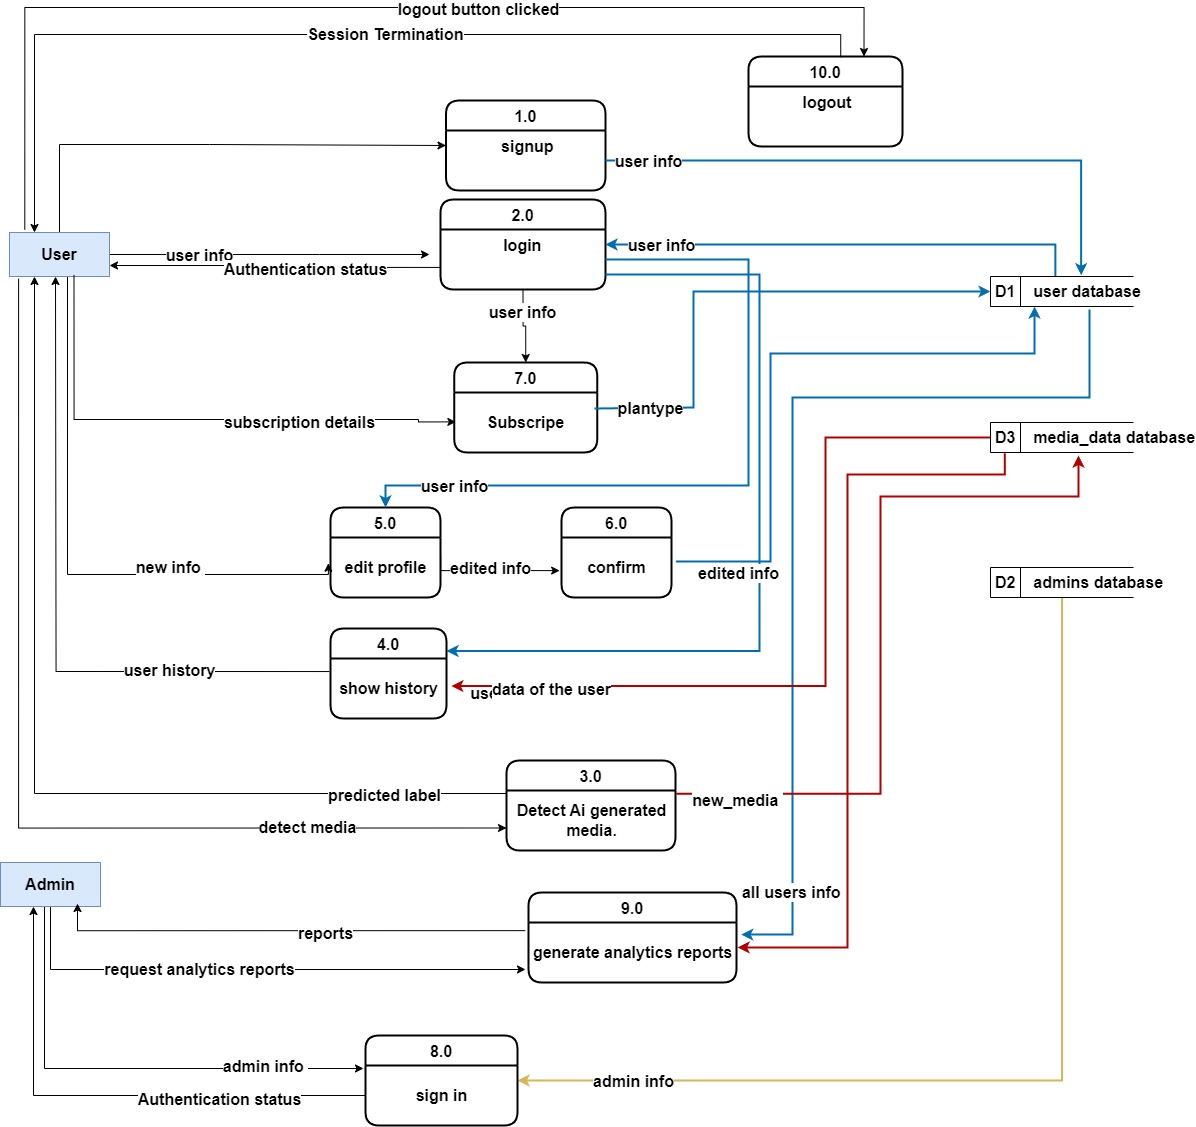 logout button clicked
Session Termination
10.0
logout
1.0
signup
user info
2.0
login
User
user info
user info
Authentication status
D1 user database
user info
7.0
Subscripe
plantype
subscription details
D3 media_data database
user info
5.0
edit profile
6.0
confirm
new info
edited info
edited info
D2 admins database
4.0
show history
user history
data of the user
3.0
Detect Ai generated
media.
predicted label
new_media
detect media
Admin
all users info
9.0
generate analytics reports
reports
request analytics reports
8.0
sign in
admin info
admin info
Authentication status